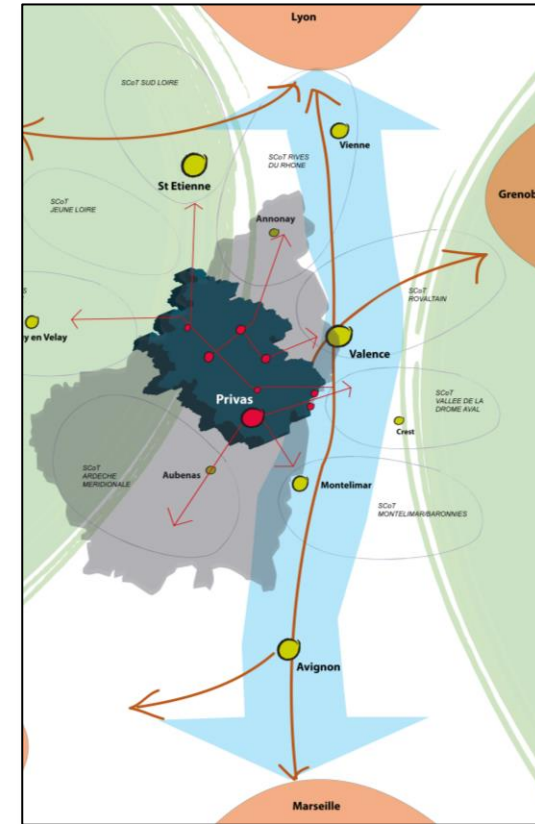 Lyon
SCoT SUD LOIRE
Vienne
SCoT RIVES
DU RHONE
St Etienne
SCoT
JEUNE LOIRE
Annonay
Grenob
SCoT
ROVALTAIN
S
y en Velay
Valence
Privas
SCoT
VALLEE DE LA
DROME AVAL
Crest
SCoT
ARDECHE
MERIDIONALE
Aubenas
Montelimar
SCoT
MONTELIMAR/BARONNIES
Avignon
Marseille